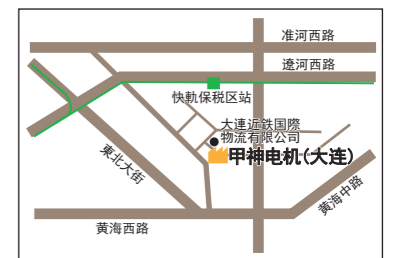 准河西路
遼河西路
快軌保税区站
大連近鉄国際
物流有限公司
甲神电机(大连)
東北大街
黄海中路
黄海西路